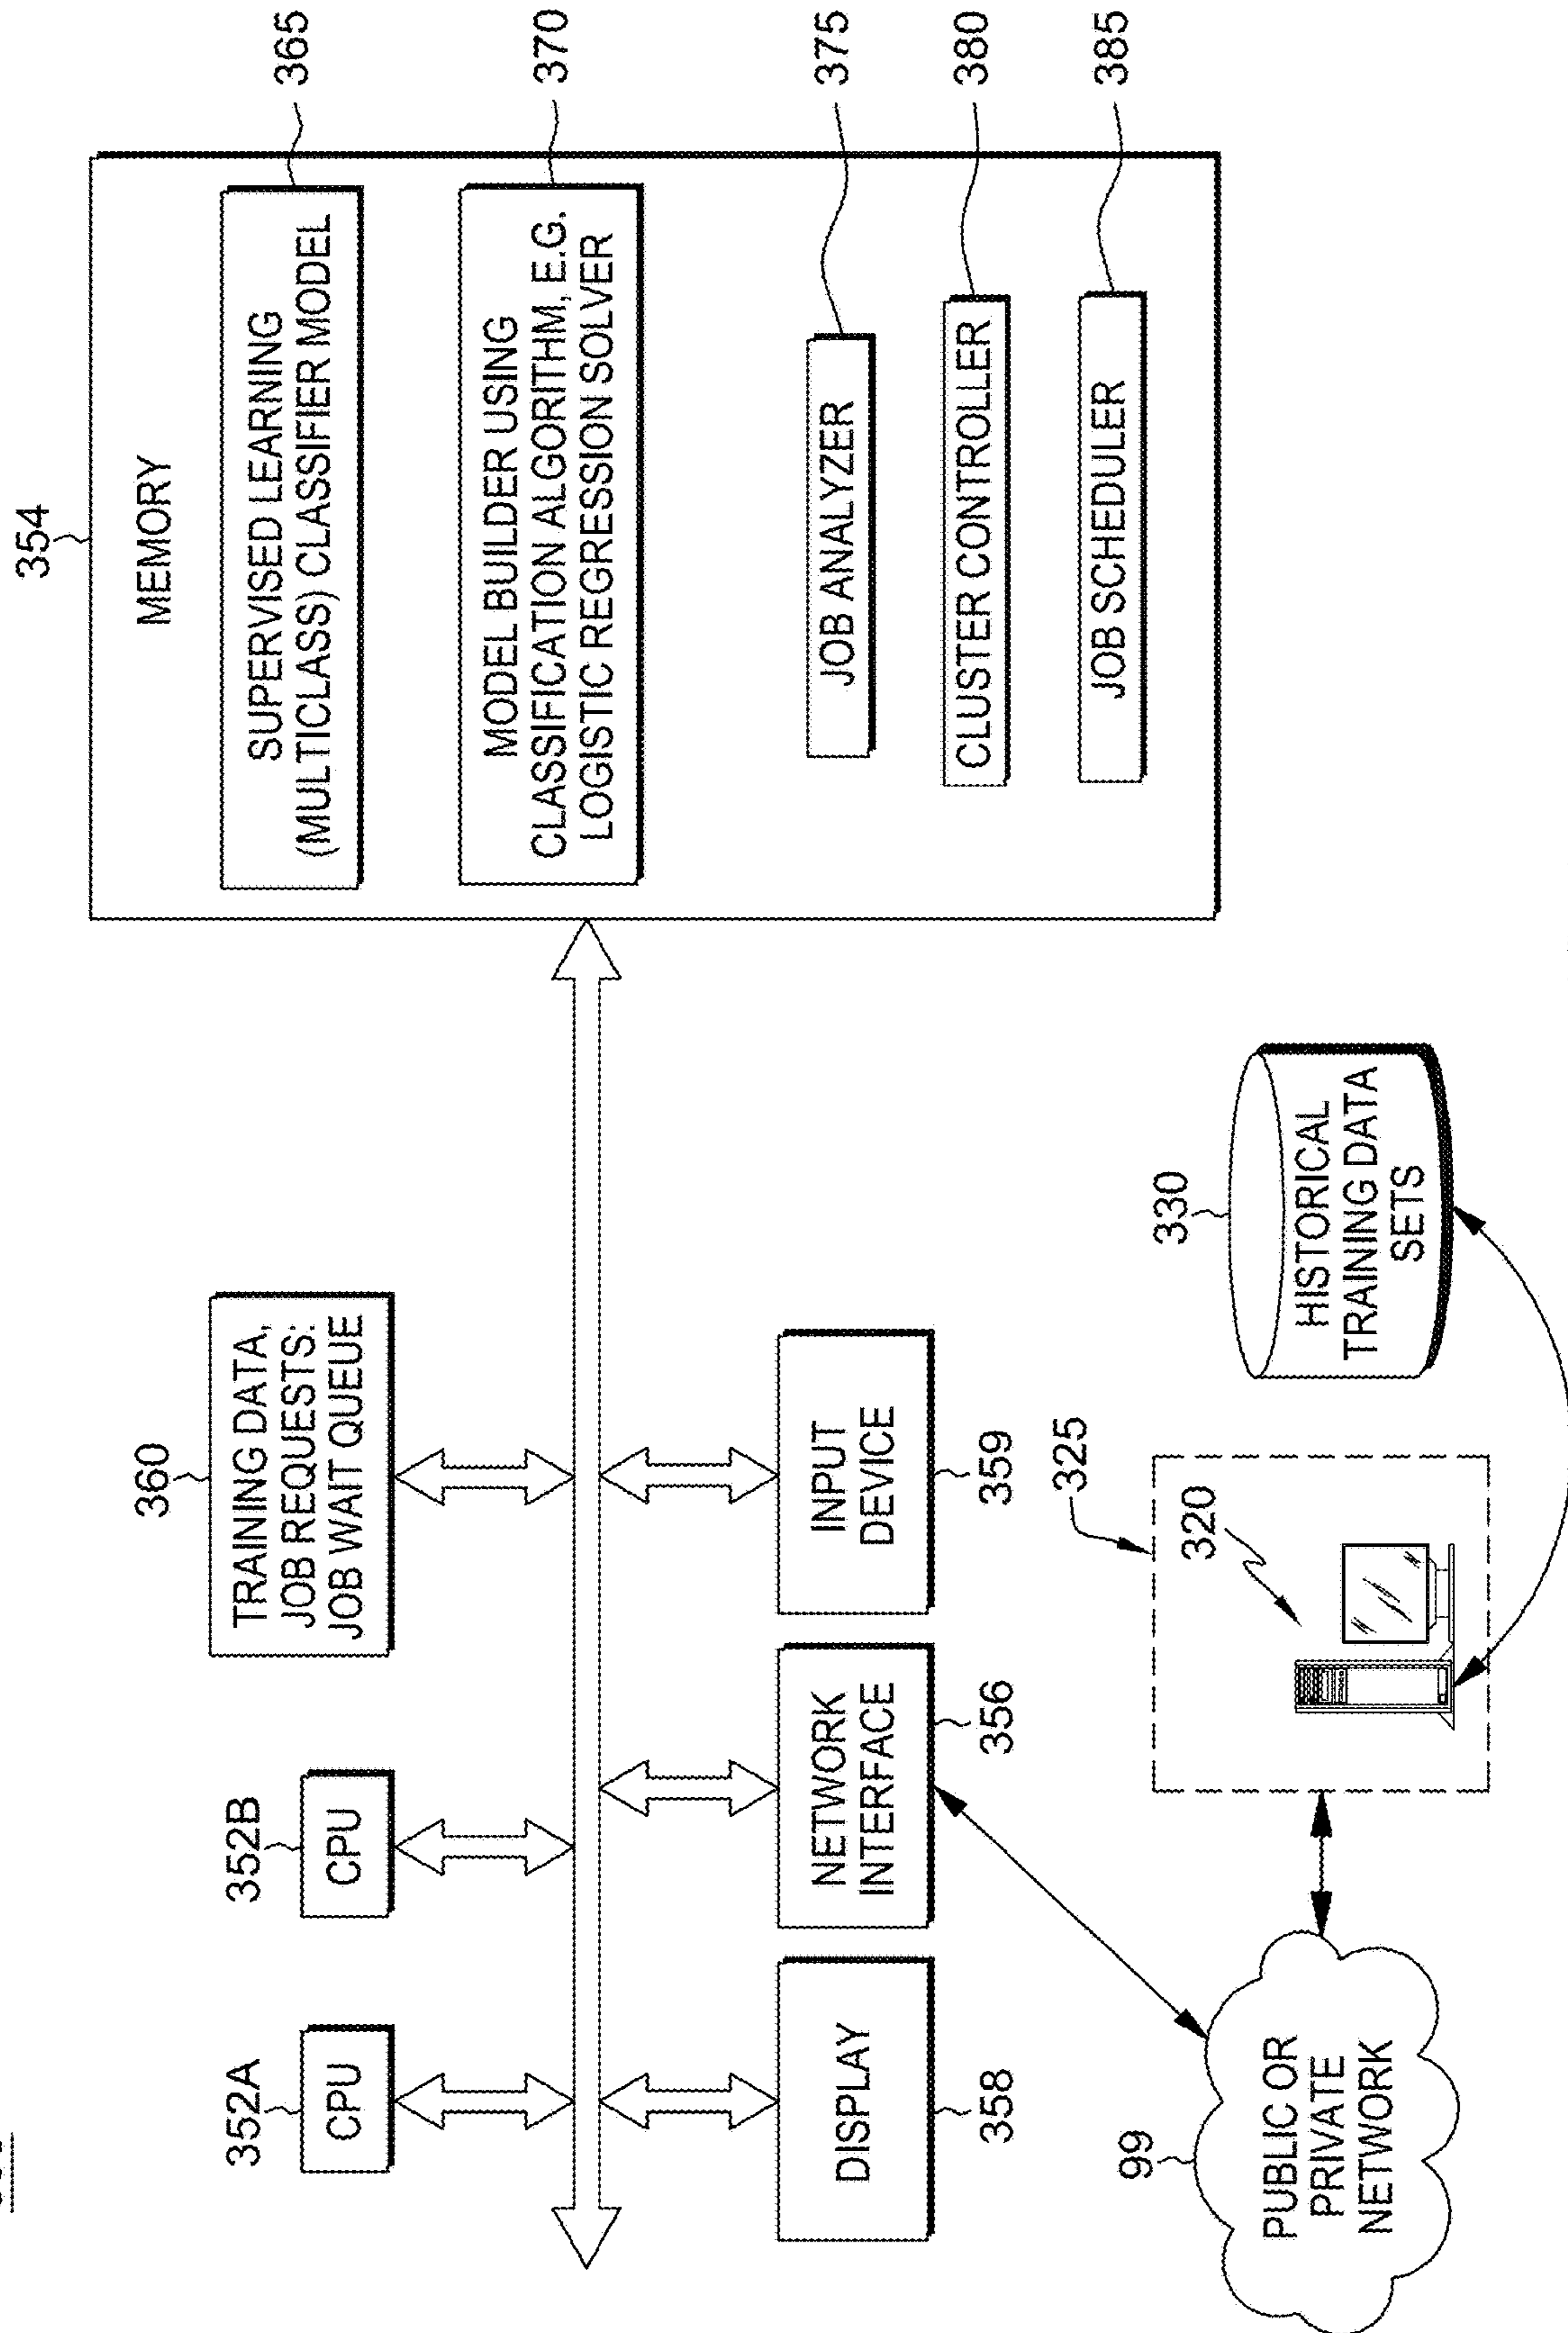 354
MEMORY
SUPERVISED LEARNING
(MULTICLASS) CLASSIFIER MODEL
365
MODEL BUILDER USING
CLASSIFICATION ALGORITHM, E.G.
LOGISTIC REGRESSION SOLVER
370
JOB ANALYZER
375
CLUSTER CONTROLLER
380
JOB SCHEDULER
385
352A
CPU
352B
CPU
360
TRAINING DATA,
JOB REQUESTS:
JOB WAIT QUEUE
DISPLAY
358
NETWORK
INTERFACE
356
INPUT
DEVICE
359
99
PUBLIC OR
PRIVATE
NETWORK
325
320
330
HISTORICAL
TRAINING DATA
SETS